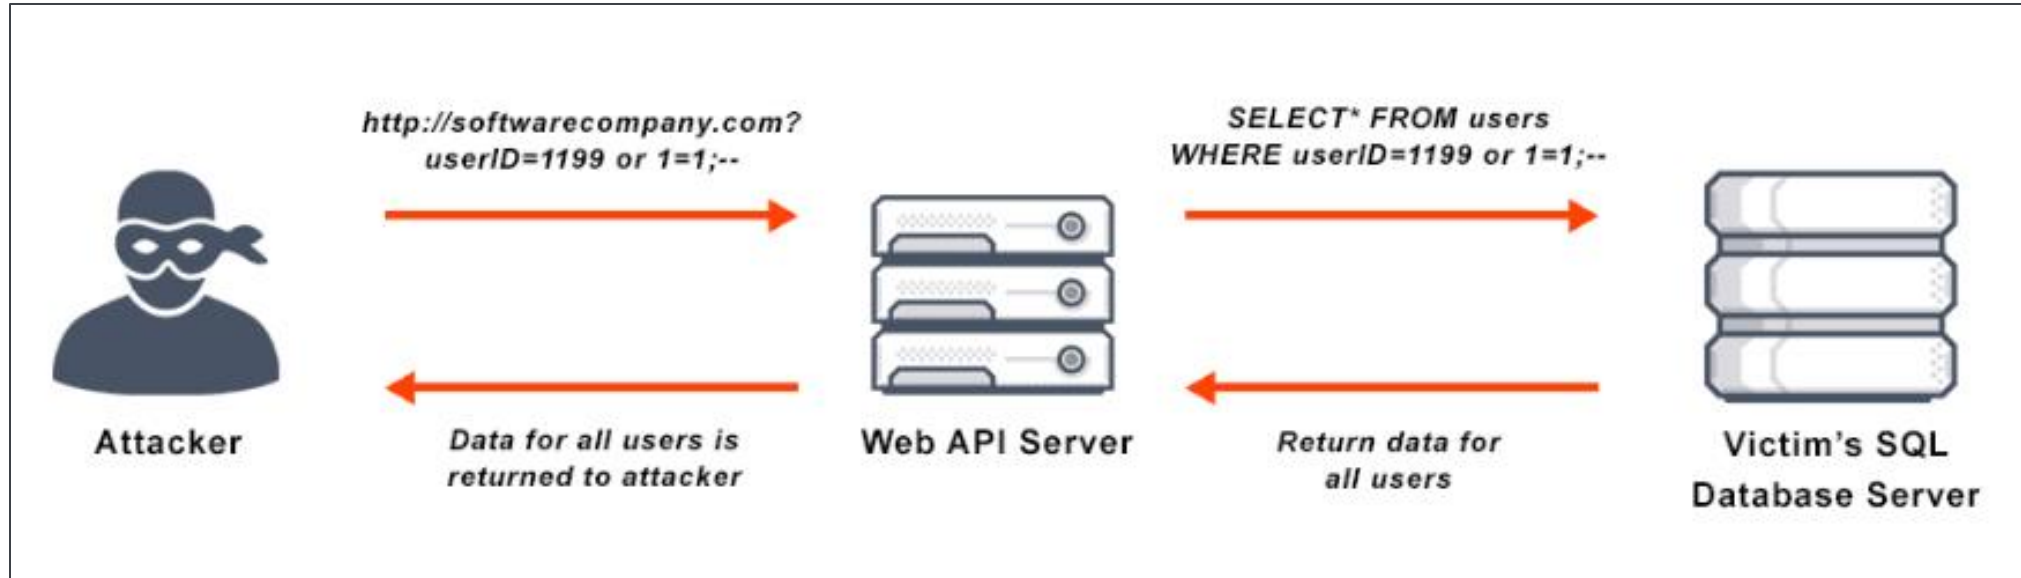 http://softwarecompany.com?
userID=1199 or 1=1;--
SELECT* FROM users
WHERE userID=1199 or 1=1;--
Attacker
Data for all users is
returned to attacker
Web API Server
Return data for
all users
Victim's SQL
Database Server